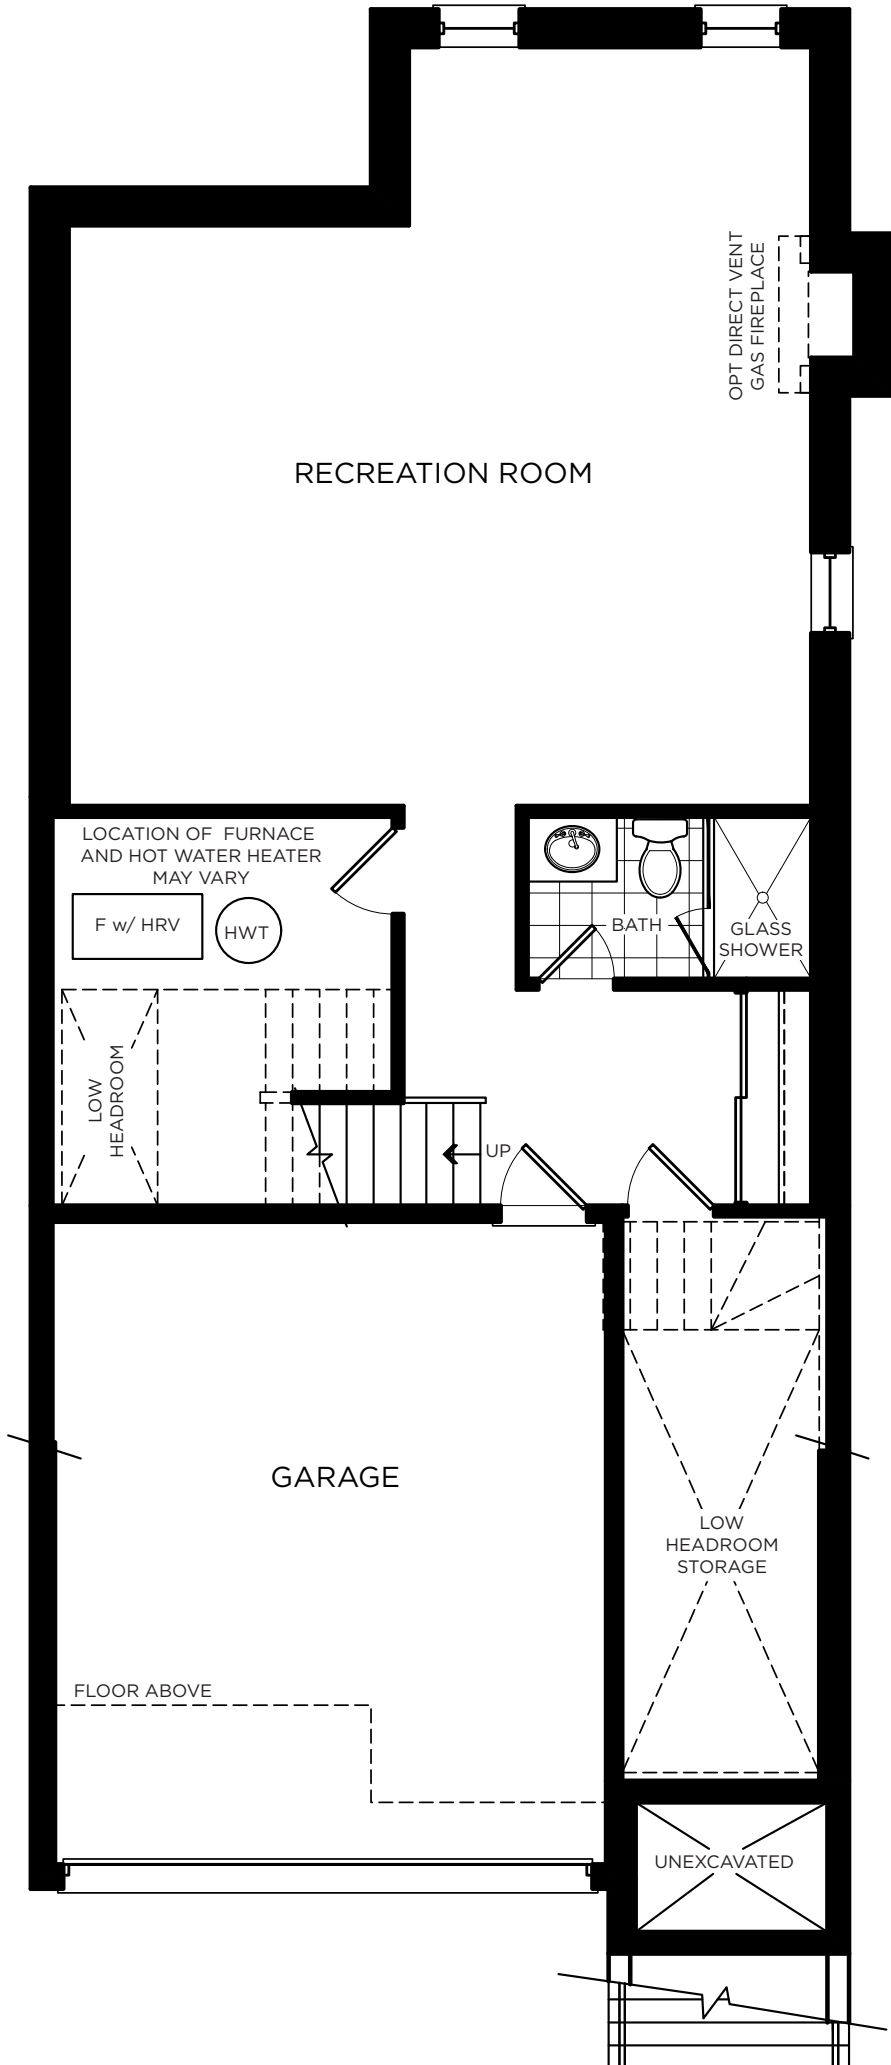 OPT DIRECT VENT
GAS FIREPLACE
RECREATION ROOM
LOCATION OF FURNACE
AND HOT WATER HEATER
MAY VARY
F w/ HRV
HWT
BATH
GLASS
SHOWER
LOW
HEADROOM
UP
GARAGE
LOW
HEADROOM
STORAGE
FLOOR ABOVE
UNEXCAVATED